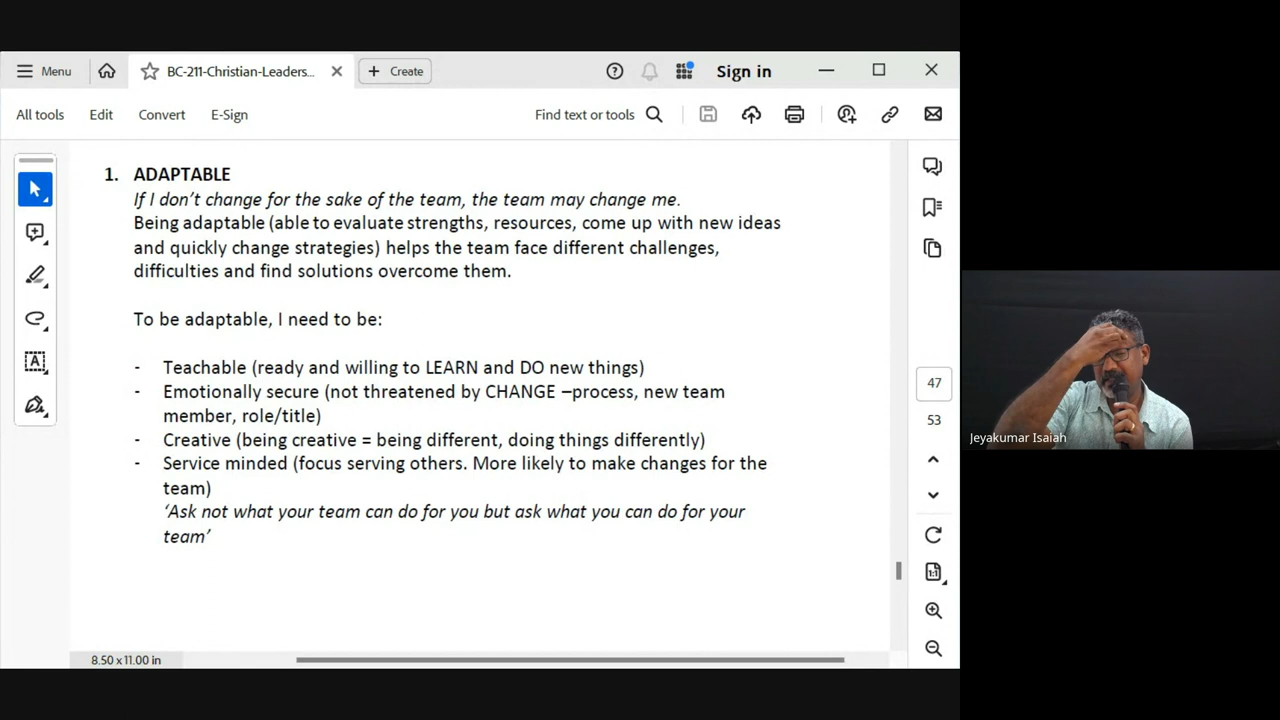 Menu
BC-211-Christian-Leaders...
Create
Sign in
All tools
Edit
Convert
E-Sign
Find text or tools
1. ADAPTABLE
If I don't change for the sake of the team, the team may change me.
Being adaptable (able to evaluate strengths, resources, come up with new ideas
and quickly change strategies) helps the team face different challenges,
difficulties and find solutions overcome them.
To be adaptable, I need to be:
- Teachable (ready and willing to LEARN and DO new things)
- Emotionally secure (not threatened by CHANGE –process, new team
member, role/title)
- Creative (being creative = being different, doing things differently)
- Service minded (focus serving others. More likely to make changes for the
team)
‘Ask not what your team can do for you but ask what you can do for your
team’
47
53
8.50 x 11.00 in
Jeyakumar Isaiah